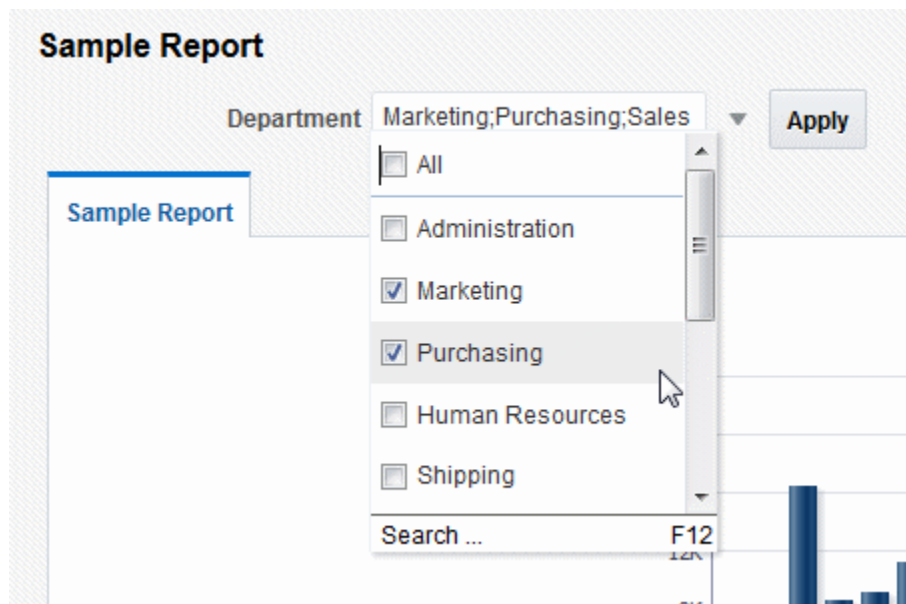 Sample Report
Department Marketing;Purchasing;Sales Apply
All
Sample Report
Administration
Marketing
Purchasing
Human Resources
Shipping
Search ... F12
12K